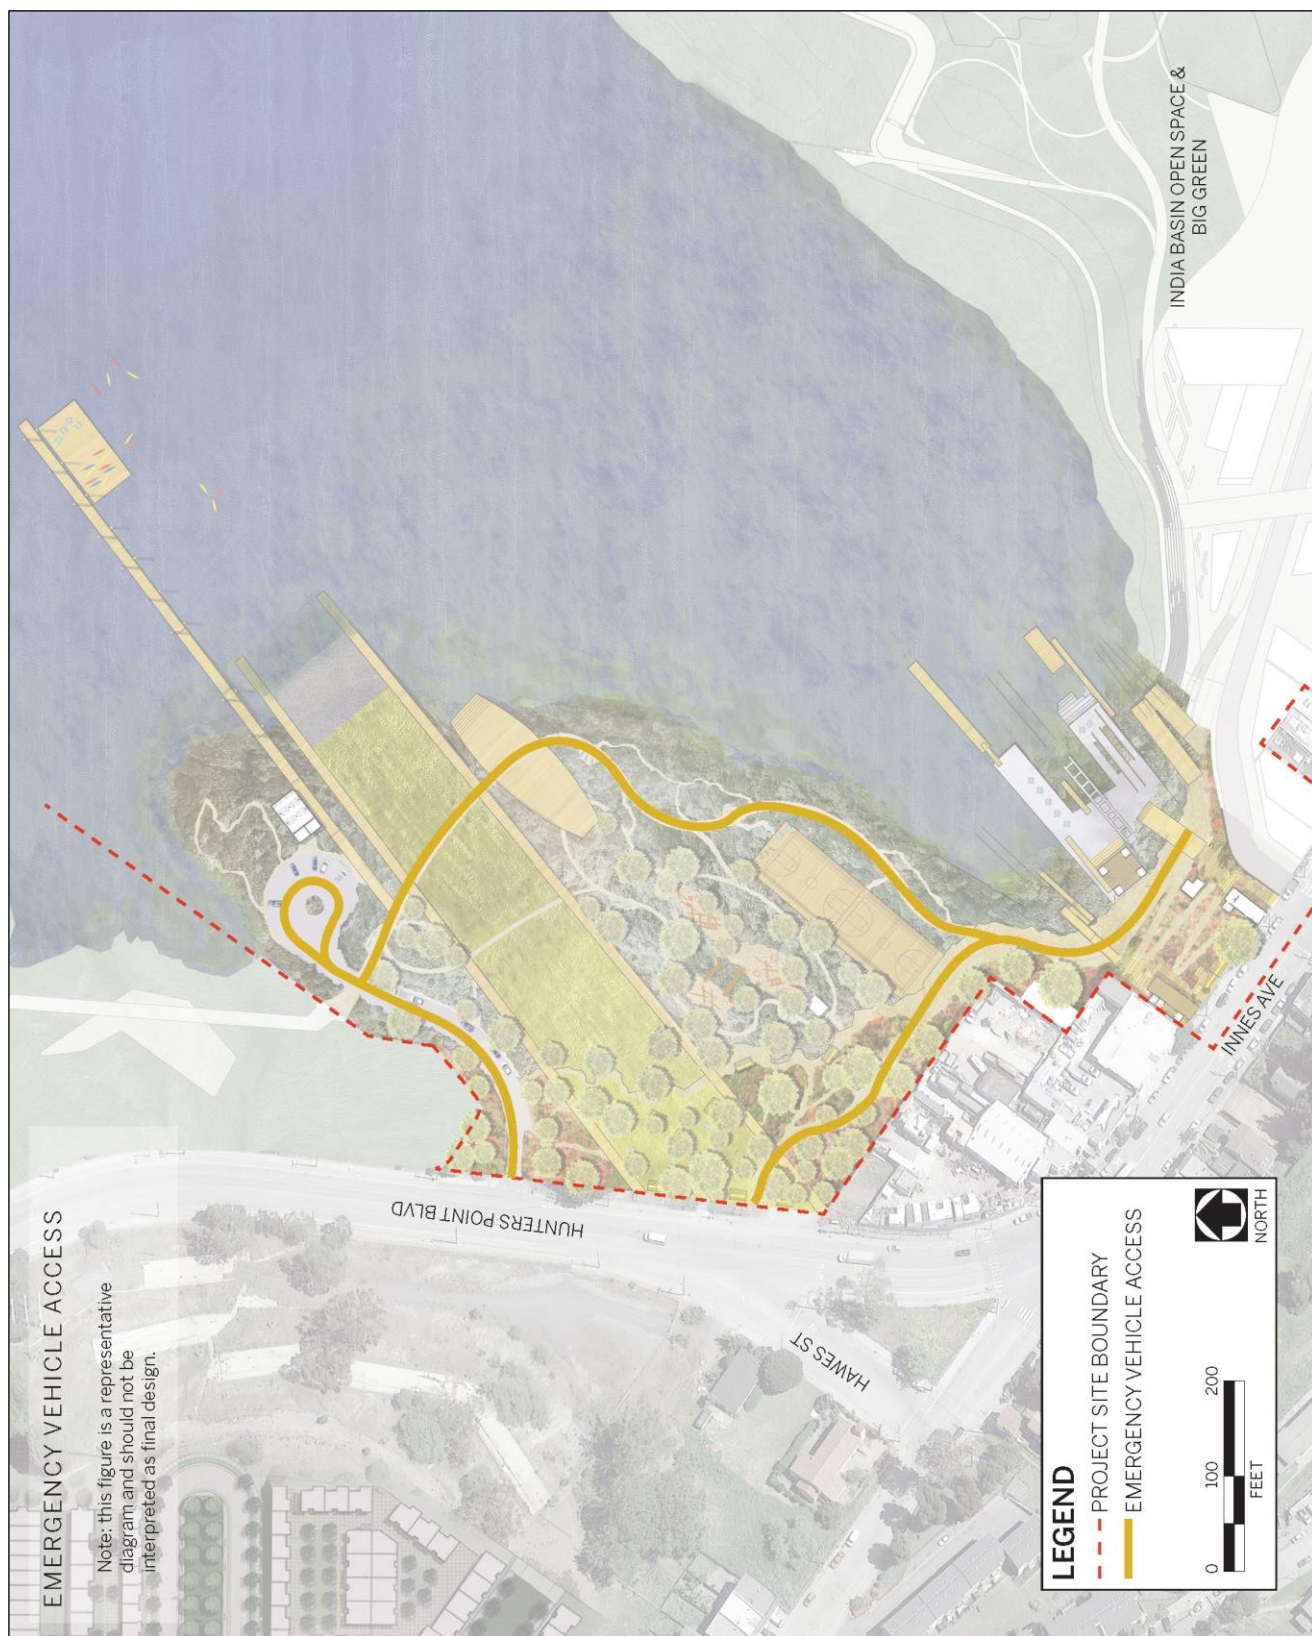 EMERGENCY VEHICLE ACCESS
Note: this figure is a representative
diagram and should not be
interpreted as final design.
HUNTERS POINT BLVD
HAWES ST
INNES AVE
INDIA BASIN OPEN SPACE &
BIG GREEN
LEGEND
PROJECT SITE BOUNDARY
EMERGENCY VEHICLE ACCESS
0 100 200
FEET
NORTH